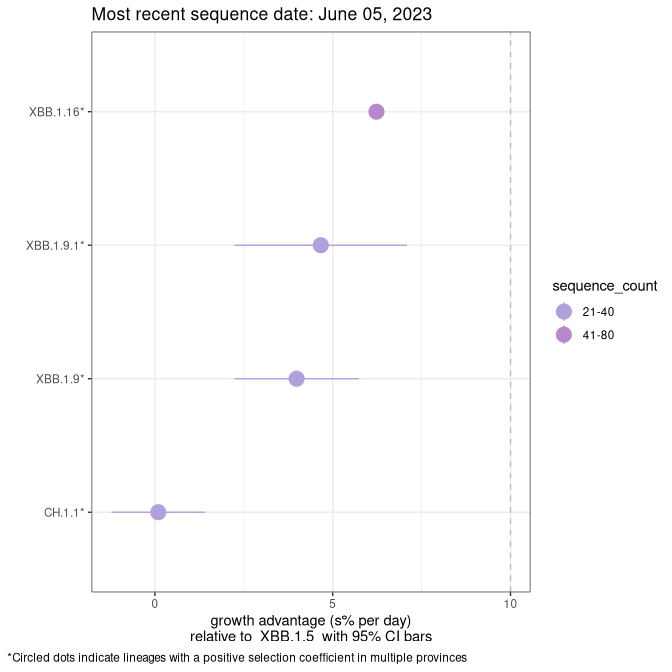 Most recent sequence date: June 05, 2023
XBB.1.16*
XBB.1.9.1*
XBB.1.9*
CH.1.1*
0 5 10
growth advantage (s% per day)
relative to  XBB.1.5  with 95% CI bars
sequence_count
21-40
41-80
*Circled dots indicate lineages with a positive selection coefficient in multiple provinces